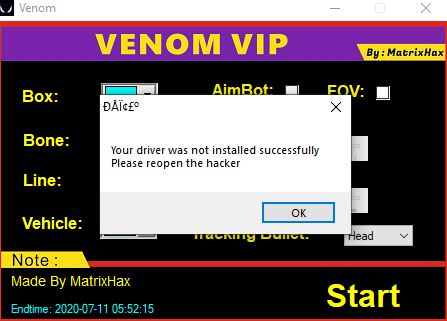 Venom
VENOM VIP
By : MatrixHax
Box:
AimBot:
FOV:
ÐÅÏ¢£º
Your driver was not installed successfully
Please reopen the hacker
OK
Bone:
Line:
Vehicle:
Tracking Bullet:
Head
Note :
Made By MatrixHax
Endtime: 2020-07-11 05:52:15
Start